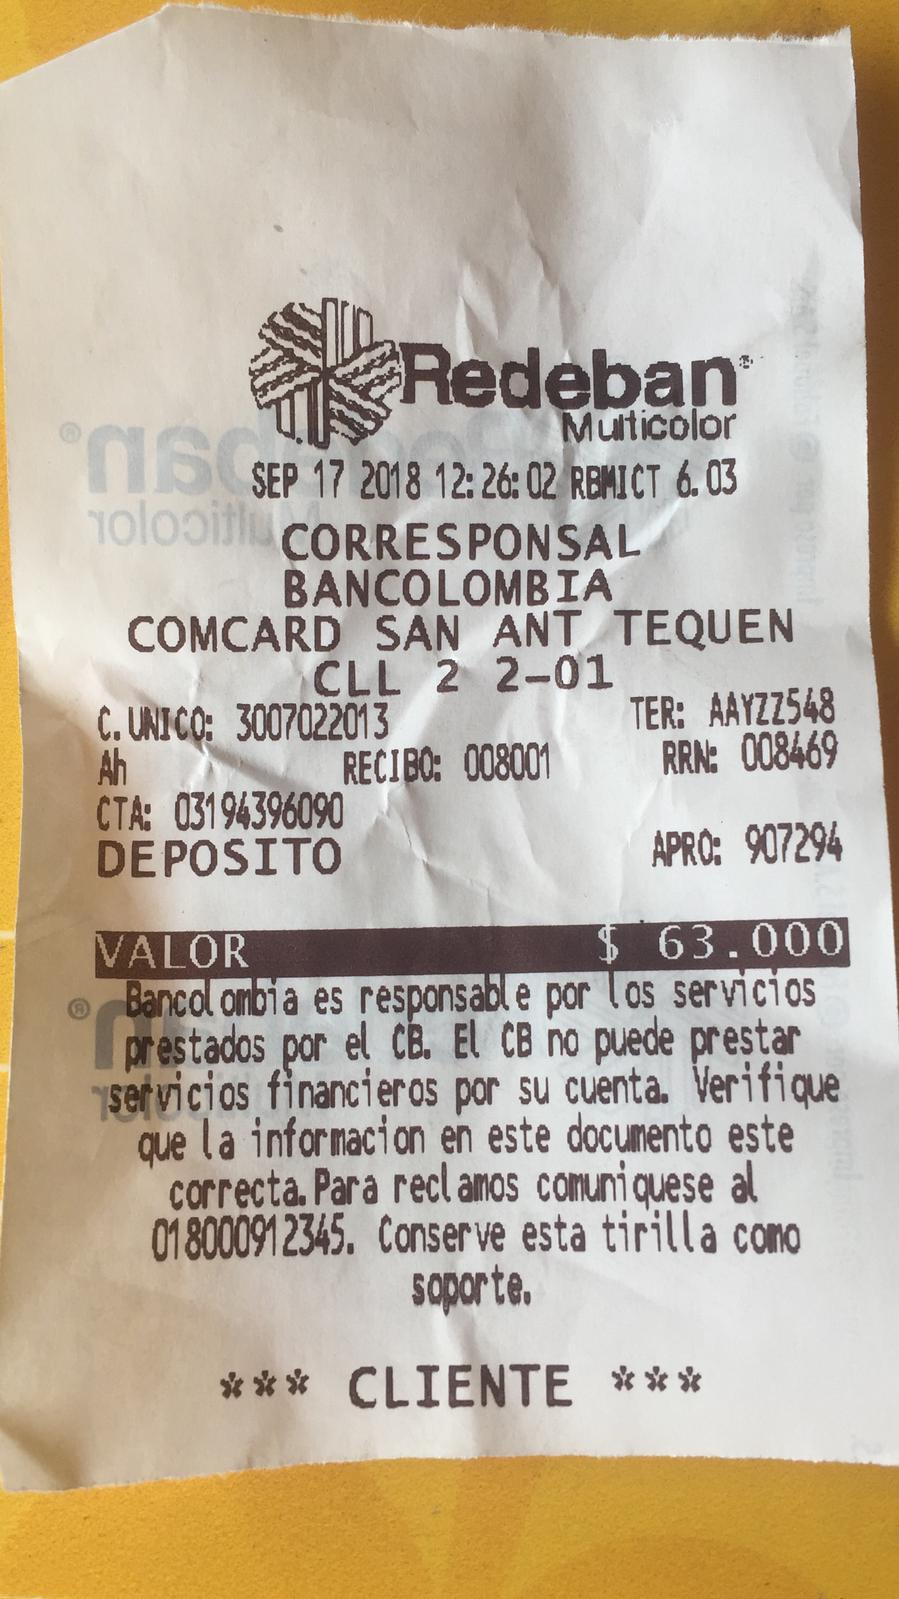 Redeban®
Multicolor
SEP 17 2018 12:26:02 RBMICT 6.03
CORRESPONSAL
BANCOLOMBIA
COMCARD SAN ANT TEQUEN
CLL 2 2-01
C.UNICO: 3007022013 TER: AAYZZ548
Ah RECIBO: 008001 RRN: 008469
CTA: 03194396090
DEPOSITO APRO: 907294
VALOR $ 63.000
Bancolombia es responsable por los servicios
prestados por el CB. El CB no puede prestar
servicios financieros por su cuenta. Verifique
que la informacion en este documento este
correcta.Para reclamos comuniquese al
018000912345. Conserve esta tirilla como
soporte.
*** CLIENTE ***